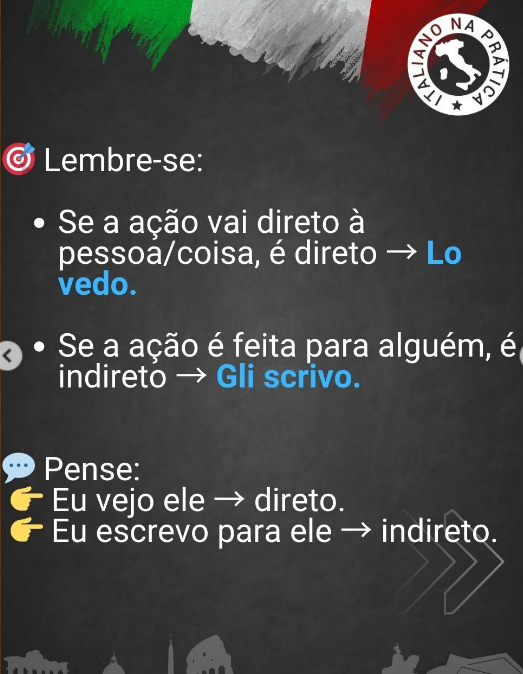 ITALIANO NA PRÁTICA
🎯 Lembre-se:
• Se a ação vai direto à
pessoa/coisa, é direto → Lo
vedo.
• Se a ação é feita para alguém, é
indireto → Gli scrivo.
💬 Pense:
👉 Eu vejo ele → direto.
👉 Eu escrevo para ele → indireto.